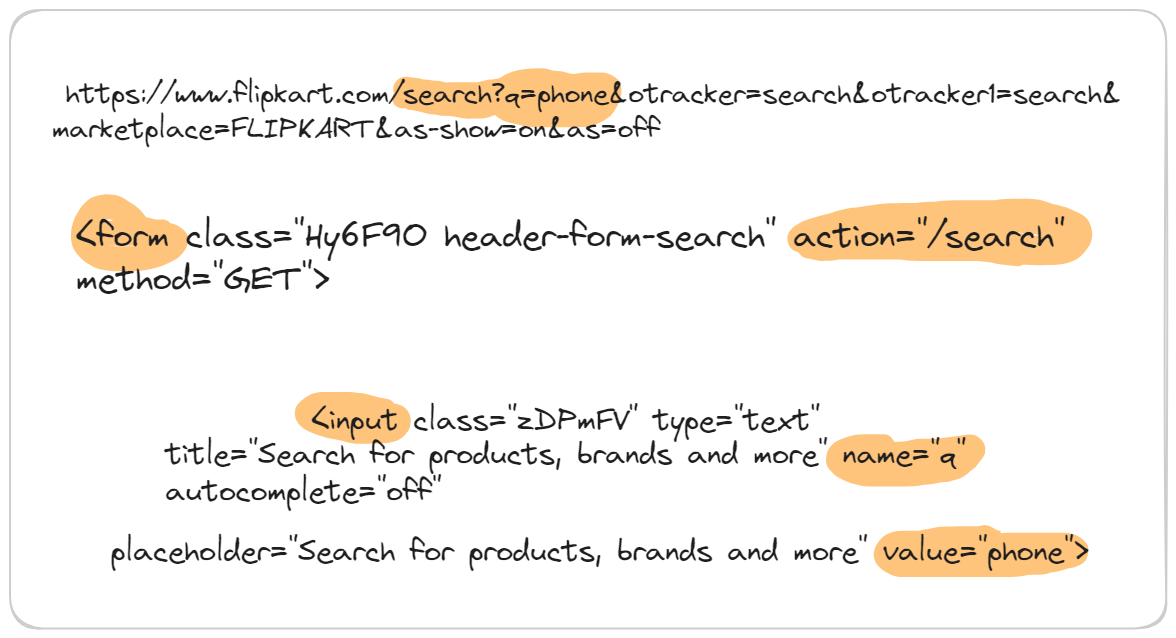 https://www.flipkart.com/search?q=phone&otracker=search&otracker1=search&
marketplace=FLIPKART&as-show=on&as=off
<form class="Hy6F9O header-form-search" action="/search"
method="GET">
<input class="zDPmFV" type="text"
title="Search for products, brands and more" name="q"
autocomplete="off"
placeholder="Search for products, brands and more" value="phone">